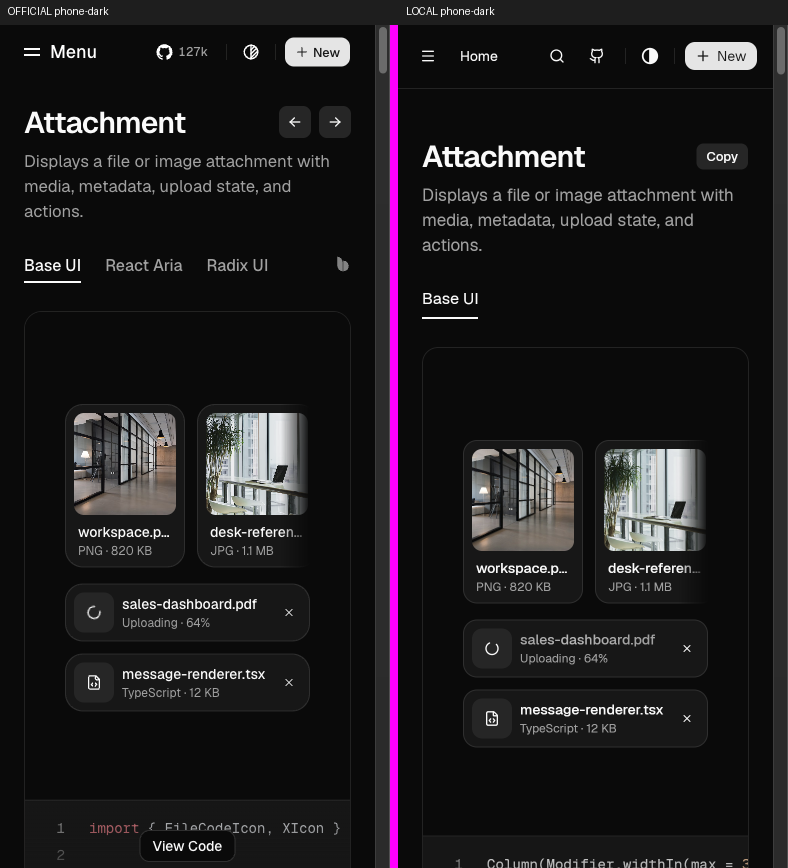 OFFICIAL phone-dark
Menu
127k
New
Attachment
Displays a file or image attachment with
media, metadata, upload state, and
actions.
Base UI
React Aria
Radix UI
workspace.p...
PNG · 820 KB
desk-referen...
JPG · 1.1 MB
sales-dashboard.pdf
Uploading · 64%
message-renderer.tsx
TypeScript · 12 KB
1 import { FileCodeIcon, XIcon }
2
View Code
LOCAL phone-dark
Home
New
Attachment
Copy
Displays a file or image attachment with
media, metadata, upload state, and
actions.
Base UI
workspace.p...
PNG · 820 KB
desk-referen...
JPG · 1.1 MB
sales-dashboard.pdf
Uploading · 64%
message-renderer.tsx
TypeScript · 12 KB
1 Column(Modifier.widthIn(max =